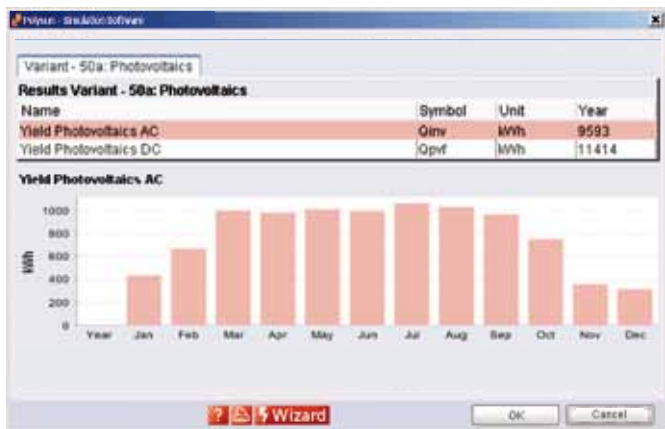 Polysun - Simulation Software
Variant - 50a: Photovoltaics
Results Variant - 50a: Photovoltaics
Name Symbol Unit Year
Yield Photovoltaics AC Qinv kWh 9593
Yield Photovoltaics DC Qpvf kWh 11414
Yield Photovoltaics AC
kWh
1000
800
600
400
200
0
Year Jan Feb Mar Apr May Jun Jul Aug Sep Oct Nov Dec
? Wizard OK Cancel